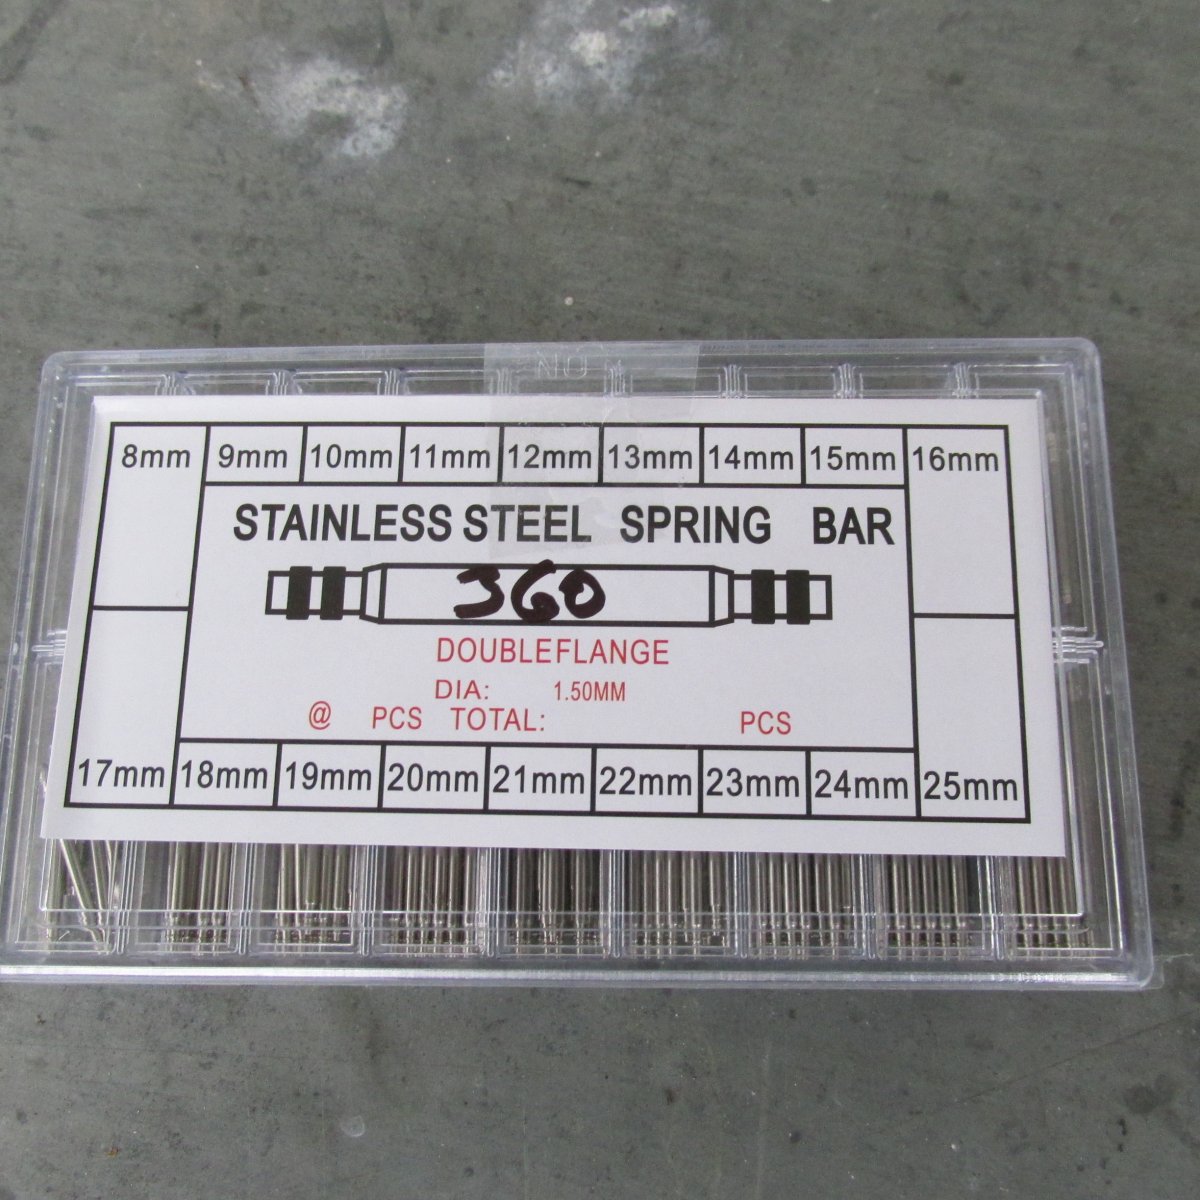 NO
8mm 9mm 10mm 11mm 12mm 13mm 14mm 15mm 16mm
STAINLESS STEEL SPRING BAR
360
DOUBLEFLANGE
DIA: 1.50MM
@ PCS TOTAL: PCS
17mm 18mm 19mm 20mm 21mm 22mm 23mm 24mm 25mm